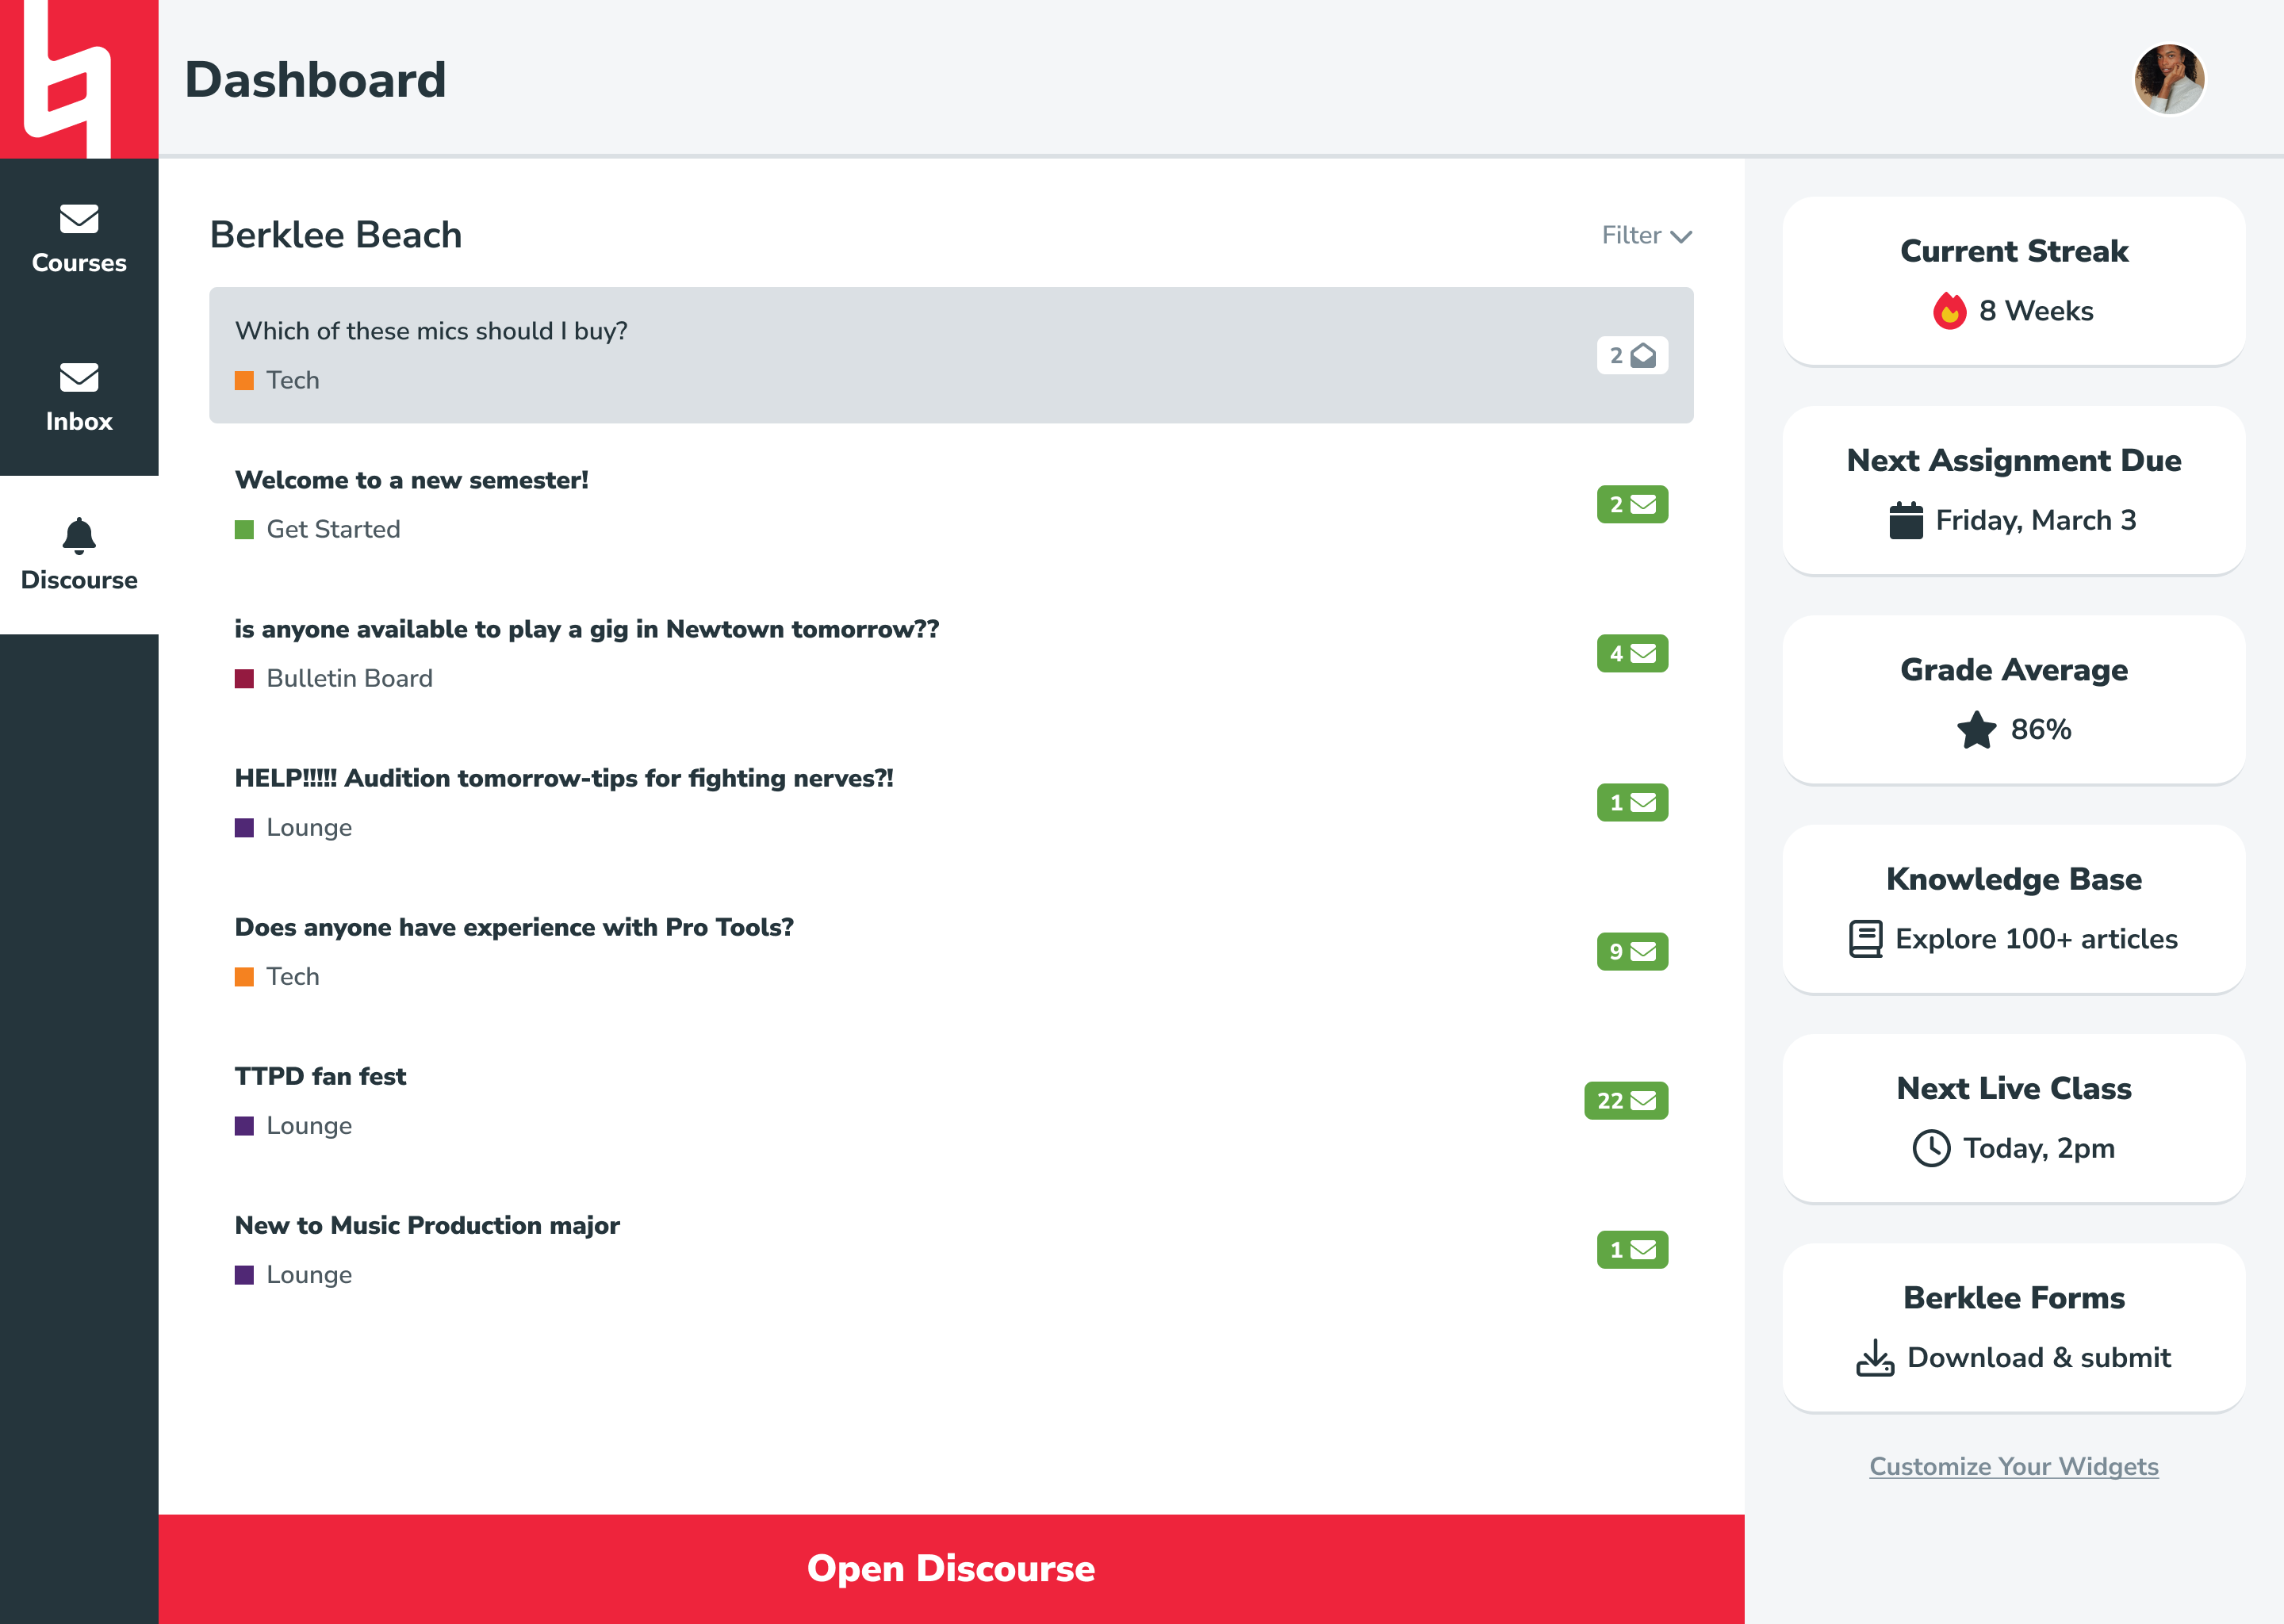 Dashboard
Courses
Inbox
Discourse
Berklee Beach
Filter
Which of these mics should I buy?
Tech
2
Welcome to a new semester!
Get Started
2
is anyone available to play a gig in Newtown tomorrow??
Bulletin Board
4
HELP!!!!! Audition tomorrow-tips for fighting nerves?!
Lounge
1
Does anyone have experience with Pro Tools?
Tech
9
TTPD fan fest
Lounge
22
New to Music Production major
Lounge
1
Open Discourse
Current Streak
8 Weeks
Next Assignment Due
Friday, March 3
Grade Average
86%
Knowledge Base
Explore 100+ articles
Next Live Class
Today, 2pm
Berklee Forms
Download & submit
Customize Your Widgets